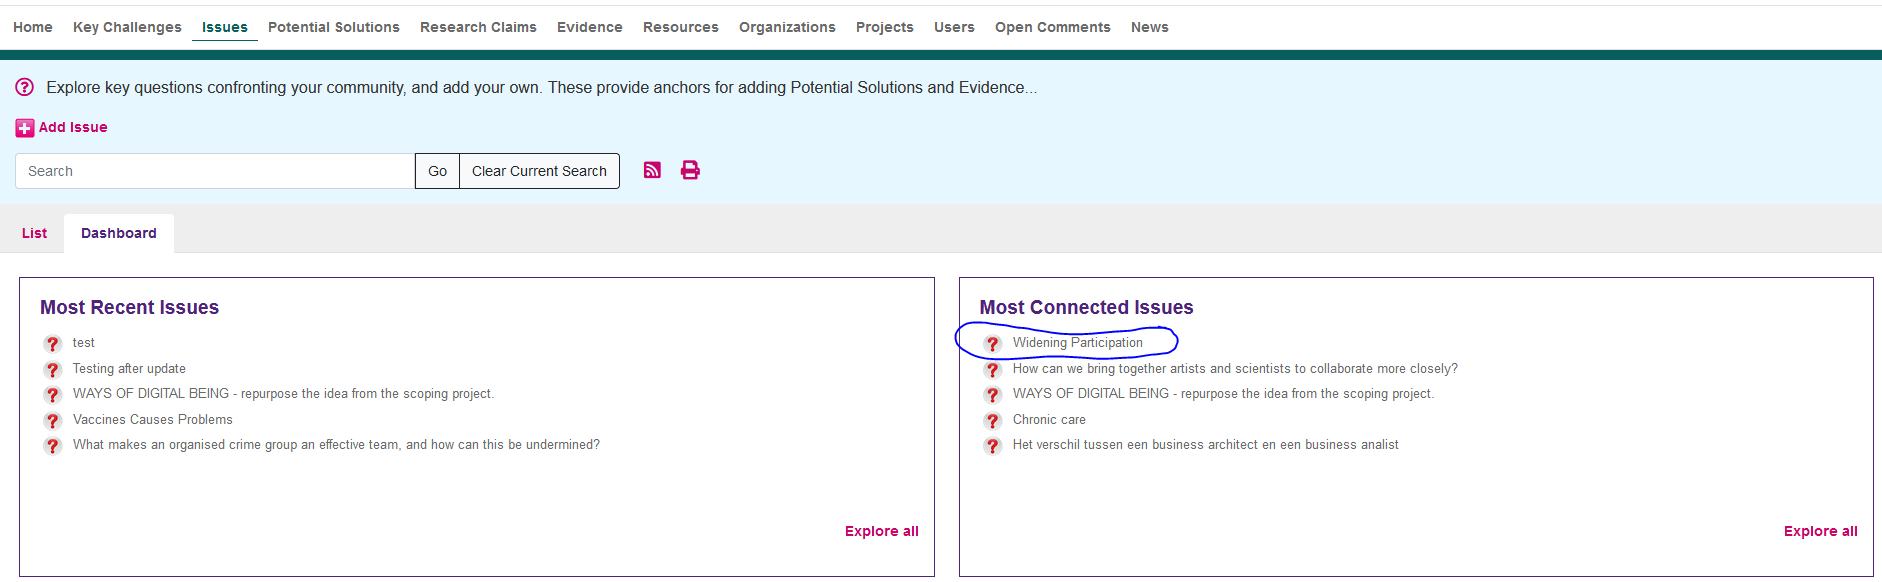 Home Key Challenges Issues Potential Solutions Research Claims Evidence Resources Organizations Projects Users Open Comments News
Explore key questions confronting your community, and add your own. These provide anchors for adding Potential Solutions and Evidence...
Add Issue
Search Go Clear Current Search
List Dashboard
Most Recent Issues
test
Testing after update
WAYS OF DIGITAL BEING - repurpose the idea from the scoping project.
Vaccines Causes Problems
What makes an organised crime group an effective team, and how can this be undermined?
Explore all
Most Connected Issues
Widening Participation
How can we bring together artists and scientists to collaborate more closely?
WAYS OF DIGITAL BEING - repurpose the idea from the scoping project.
Chronic care
Het verschil tussen een business architect en een business analist
Explore all